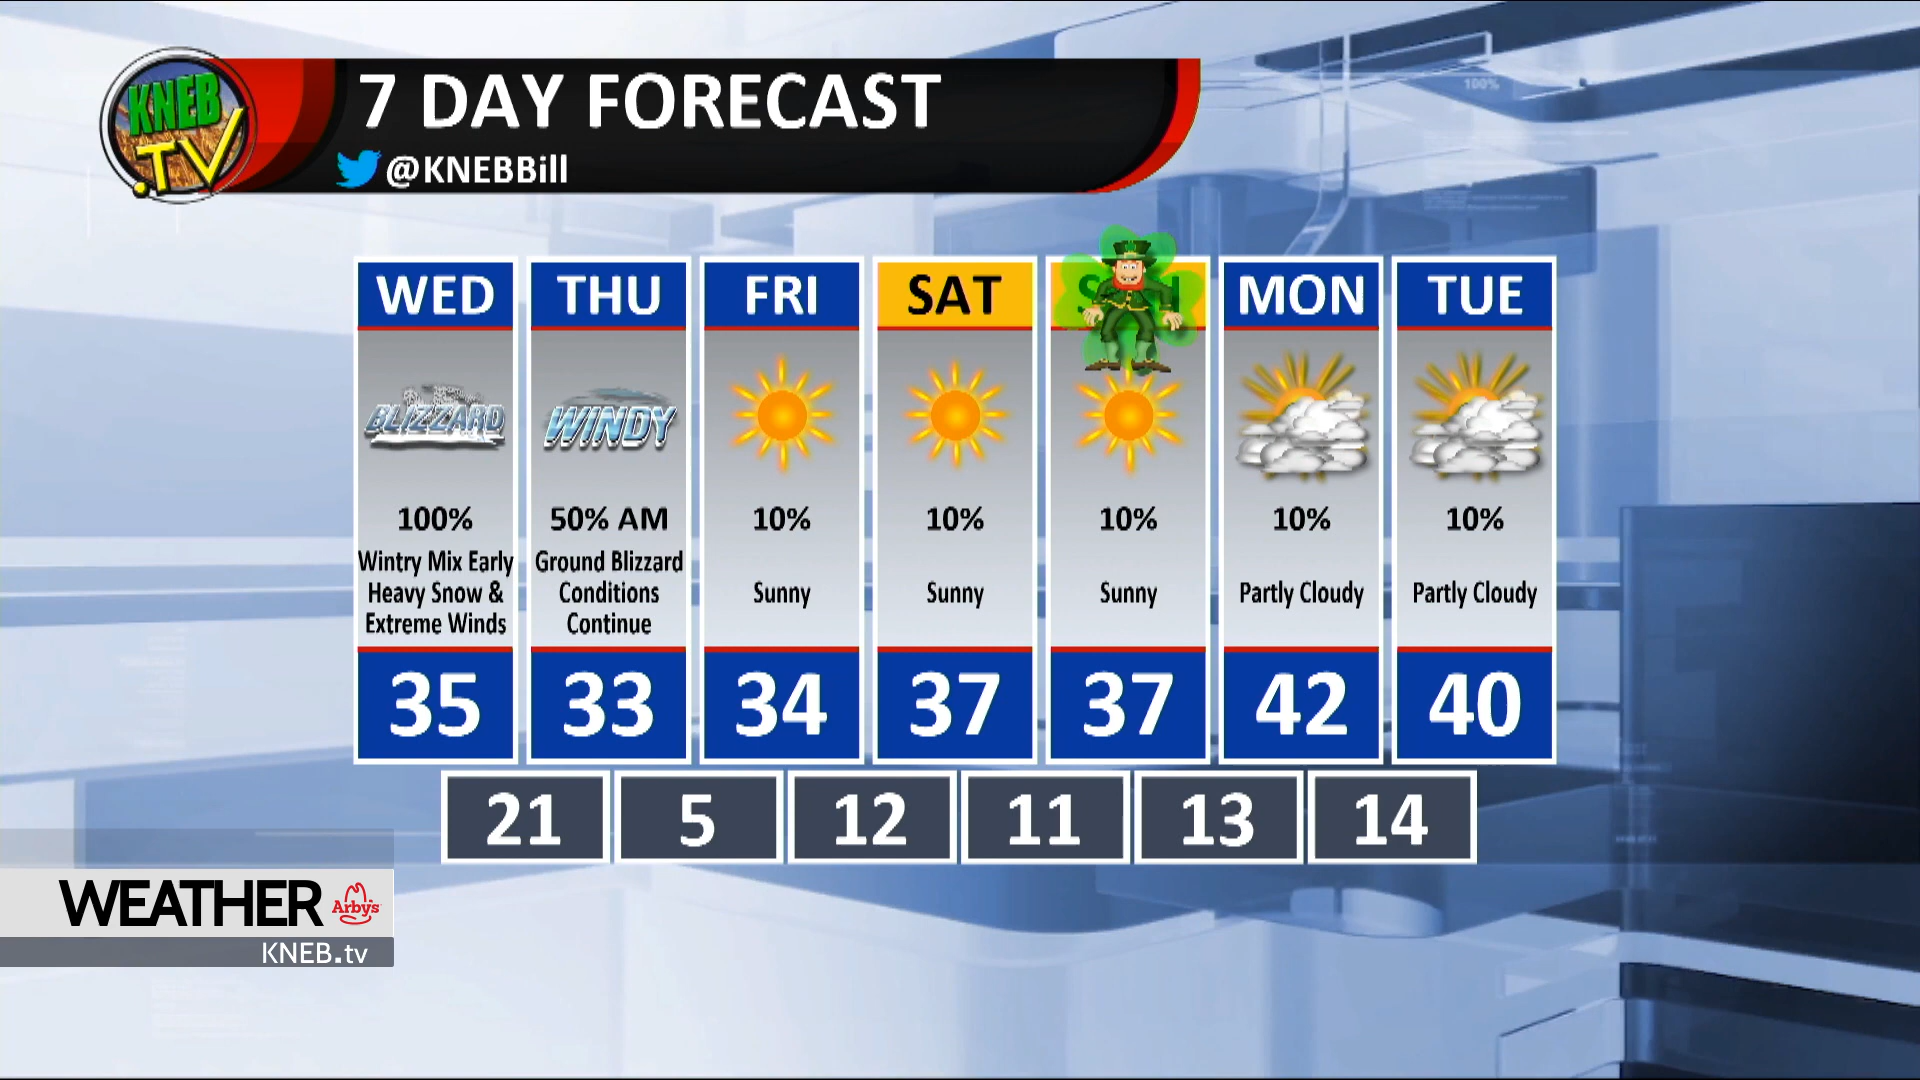 KNEB
.TV
7 DAY FORECAST
@KNEBBill
100%
WED THU FRI SAT MON TUE
BLIZZARD WINDY
100% 50% AM 10% 10% 10% 10% 10%
Wintry Mix Early
Heavy Snow &
Extreme Winds
Ground Blizzard
Conditions
Continue
Sunny
Sunny
Sunny
Partly Cloudy
Partly Cloudy
35 33 34 37 37 42 40
21 5 12 11 13 14
WEATHER Arby's
KNEB.tv